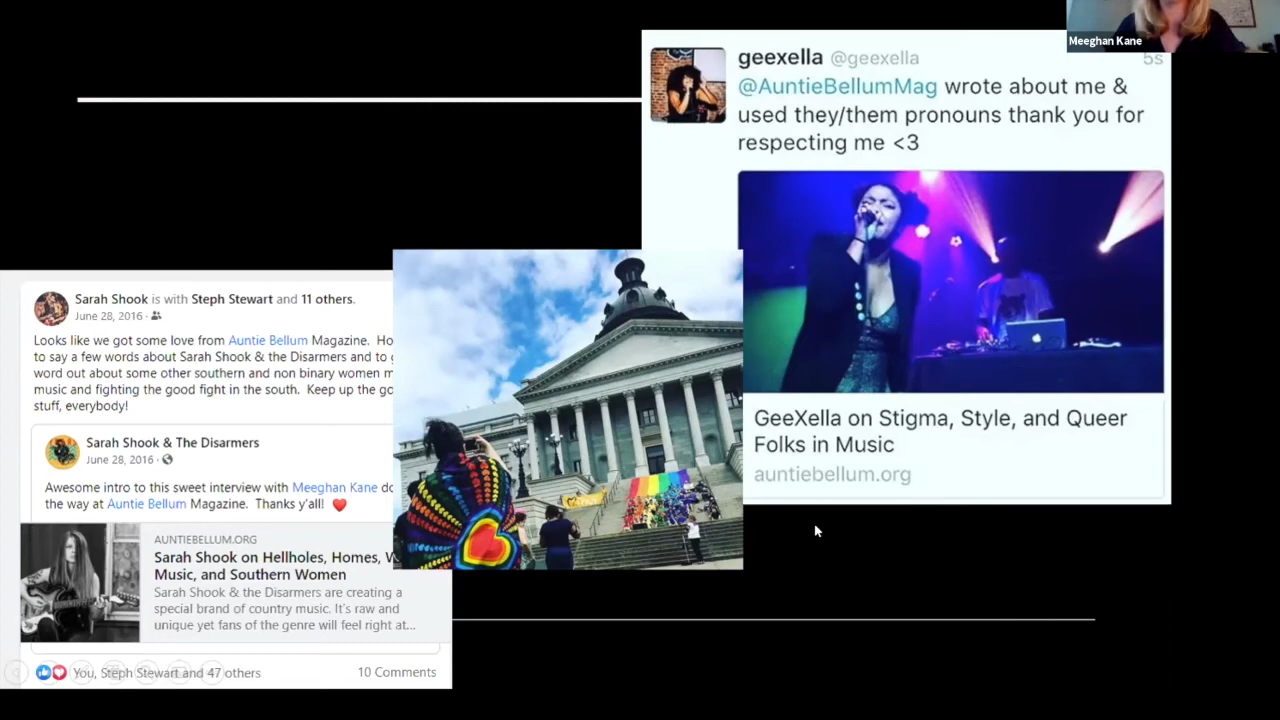 Meeghan Kane
geexella @geexella
5s
@AuntieBellumMag wrote about me &
used they/them pronouns thank you for
respecting me <3
GeeXella on Stigma, Style, and Queer
Folks in Music
auntiebellum.org
Sarah Shook is with Steph Stewart and 11 others.
June 28, 2016 ·
Looks like we got some love from Auntie Bellum Magazine. Ho
to say a few words about Sarah Shook & the Disarmers and to
word out about some other southern and non binary women m
music and fighting the good fight in the south. Keep up the go
stuff, everybody!
Sarah Shook & The Disarmers
June 28, 2016 ·
Awesome intro to this sweet interview with Meeghan Kane do
the way at Auntie Bellum Magazine. Thanks y'all! ❤️
AUNTIEBELLUM.ORG
Sarah Shook on Hellholes, Homes, W
Music, and Southern Women
Sarah Shook & the Disarmers are creating a
special brand of country music. It's raw and
unique yet fans of the genre will feel right at...
You, Steph Stewart and 47 others
10 Comments